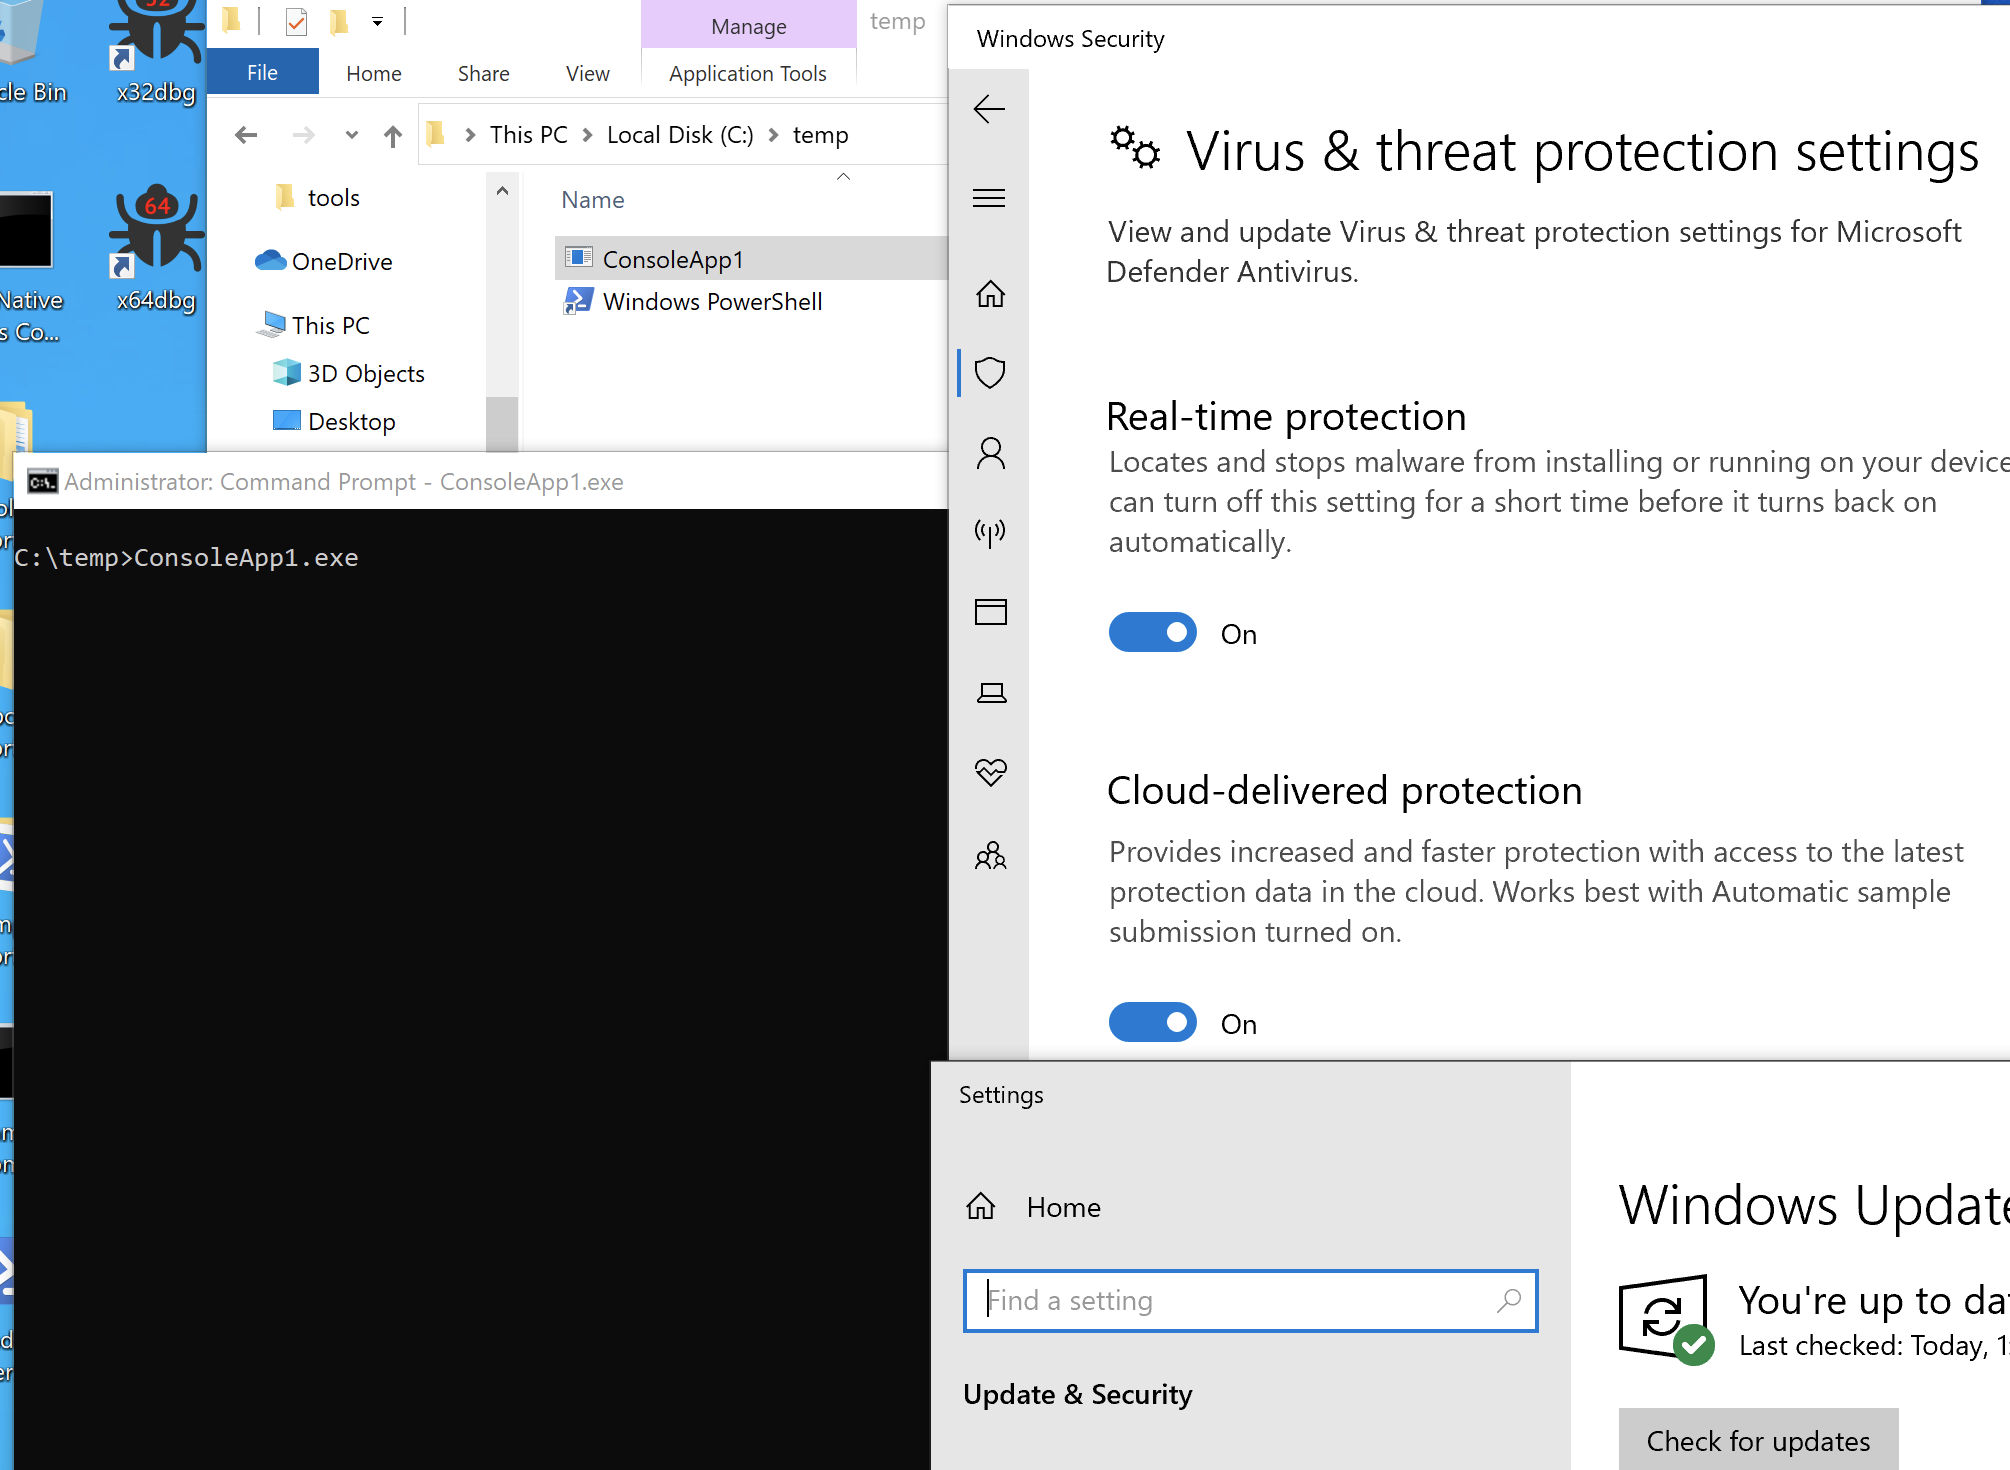 32
cle Bin
x32dbg
64
x64dbg
Native
s Co...
Manage
temp
File
Home
Share
View
Application Tools
This PC
Local Disk (C:)
temp
tools
OneDrive
This PC
3D Objects
Desktop
Name
ConsoleApp1
Windows PowerShell
Administrator: Command Prompt - ConsoleApp1.exe
C:\temp>ConsoleApp1.exe
Windows Security
Virus & threat protection settings
View and update Virus & threat protection settings for Microsoft
Defender Antivirus.
Real-time protection
Locates and stops malware from installing or running on your device
can turn off this setting for a short time before it turns back on
automatically.
On
Cloud-delivered protection
Provides increased and faster protection with access to the latest
protection data in the cloud. Works best with Automatic sample
submission turned on.
On
Settings
Home
Find a setting
Update & Security
Windows Update
You're up to dat
Last checked: Today, 1:
Check for updates